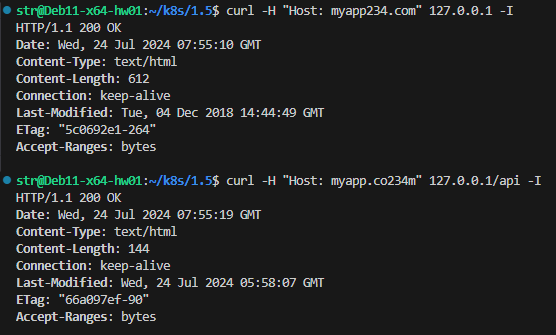 str@Deb11-x64-hw01:~/k8s/1.5$ curl -H "Host: myapp234.com" 127.0.0.1 -I
HTTP/1.1 200 OK
Date: Wed, 24 Jul 2024 07:55:10 GMT
Content-Type: text/html
Content-Length: 612
Connection: keep-alive
Last-Modified: Tue, 04 Dec 2018 14:44:49 GMT
ETag: "5c0692e1-264"
Accept-Ranges: bytes
str@Deb11-x64-hw01:~/k8s/1.5$ curl -H "Host: myapp.co234m" 127.0.0.1/api -I
HTTP/1.1 200 OK
Date: Wed, 24 Jul 2024 07:55:19 GMT
Content-Type: text/html
Content-Length: 144
Connection: keep-alive
Last-Modified: Wed, 24 Jul 2024 05:58:07 GMT
ETag: "66a097ef-90"
Accept-Ranges: bytes